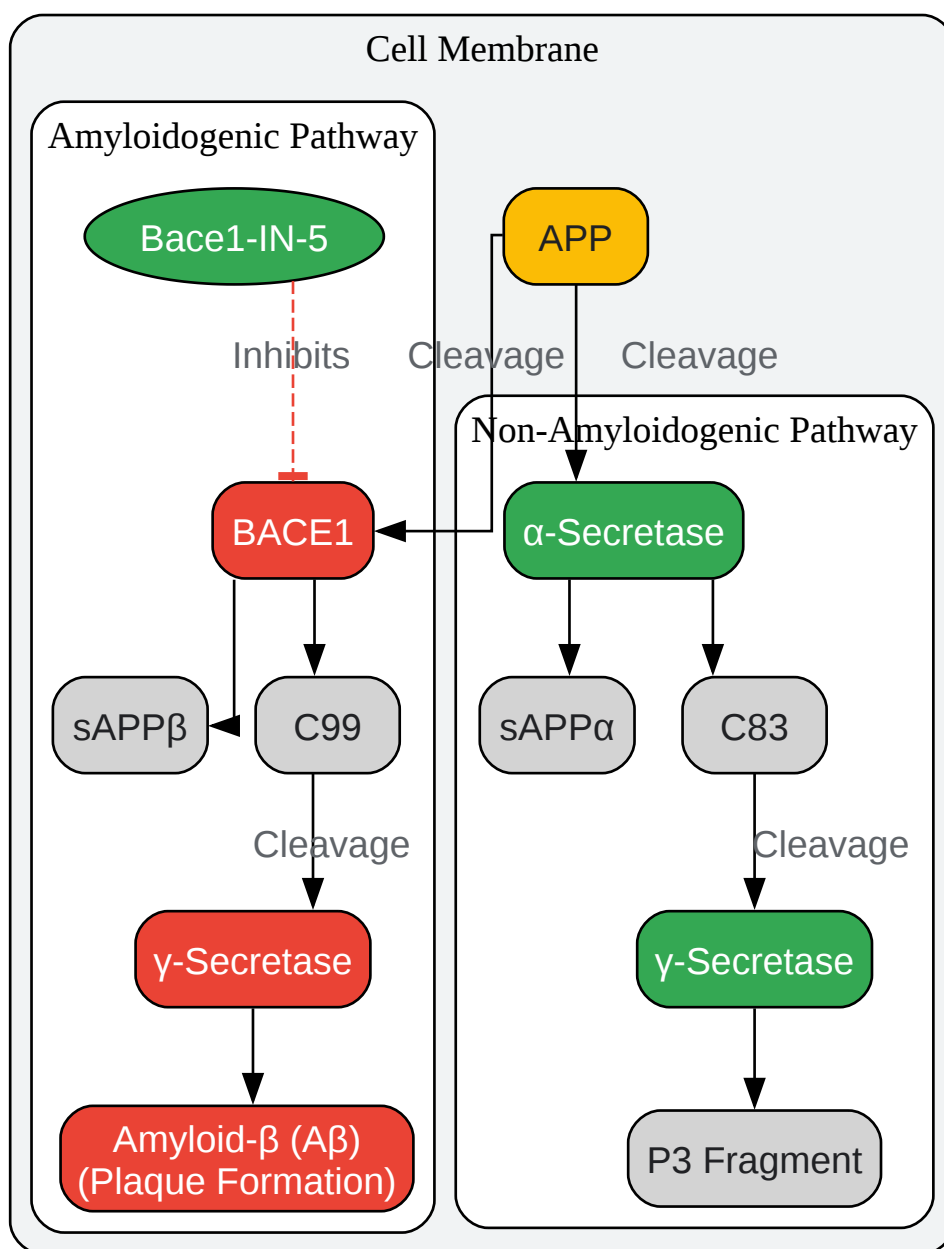 Cell Membrane
Amyloidogenic Pathway
Bace1-IN-5
APP
Inhibits
Cleavage
Cleavage
Non-Amyloidogenic Pathway
BACE1
α-Secretase
sAPPβ
C99
sAPPα
C83
Cleavage
Cleavage
γ-Secretase
γ-Secretase
Amyloid-β (Aβ)
(Plaque Formation)
P3 Fragment